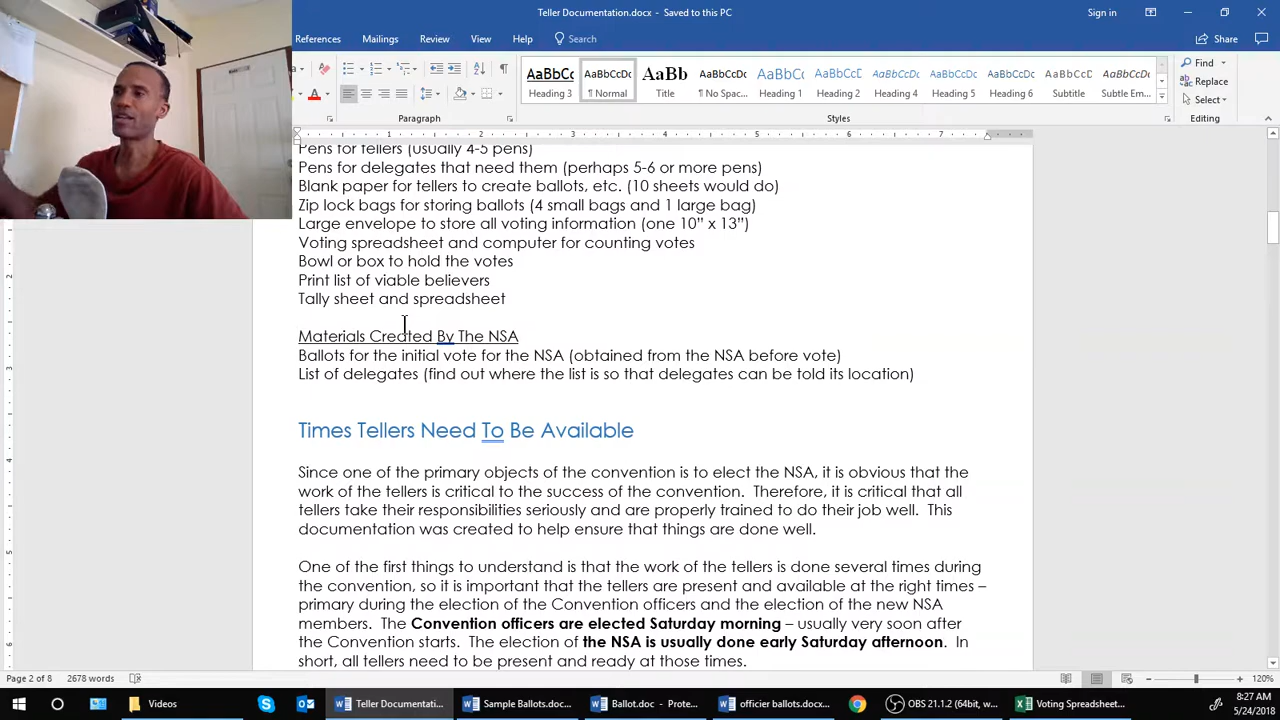 Teller Documentation.docx - Saved to this PC
Sign in
References Mailings Review View Help Search
Share
AaBbCc AaBbCcDc AaBb AaBbCcDc AaBbCcD AaBbCcD AaBbCcD AaBbCcD AaBbCcD AaBbCcDc AaBbCcDc
Heading 3 ¶ Normal Title ¶ No Spac... Heading 1 Heading 2 Heading 4 Heading 5 Heading 6 Subtitle Subtle Em...
Find
Replace
Select
Paragraph Styles Editing
1 2 3 4 5 6 7
Pens for tellers (usually 4-5 pens)
Pens for delegates that need them (perhaps 5-6 or more pens)
Blank paper for tellers to create ballots, etc. (10 sheets would do)
Zip lock bags for storing ballots (4 small bags and 1 large bag)
Large envelope to store all voting information (one 10” x 13”)
Voting spreadsheet and computer for counting votes
Bowl or box to hold the votes
Print list of viable believers
Tally sheet and spreadsheet
Materials Created By The NSA
Ballots for the initial vote for the NSA (obtained from the NSA before vote)
List of delegates (find out where the list is so that delegates can be told its location)
Times Tellers Need To Be Available
Since one of the primary objects of the convention is to elect the NSA, it is obvious that the
work of the tellers is critical to the success of the convention.  Therefore, it is critical that all
tellers take their responsibilities seriously and are properly trained to do their job well.  This
documentation was created to help ensure that things are done well.
One of the first things to understand is that the work of the tellers is done several times during
the convention, so it is important that the tellers are present and available at the right times –
primary during the election of the Convention officers and the election of the new NSA
members.  The Convention officers are elected Saturday morning – usually very soon after
the Convention starts.  The election of the NSA is usually done early Saturday afternoon.  In
short, all tellers need to be present and ready at those times.
Page 2 of 8 2678 words
120%
Videos
Teller Documentati...
Sample Ballots.doc...
Ballot.doc - Prote...
officier ballots.docx...
OBS 21.1.2 (64bit, w...
Voting Spreadsheet...
8:27 AM
5/24/2018